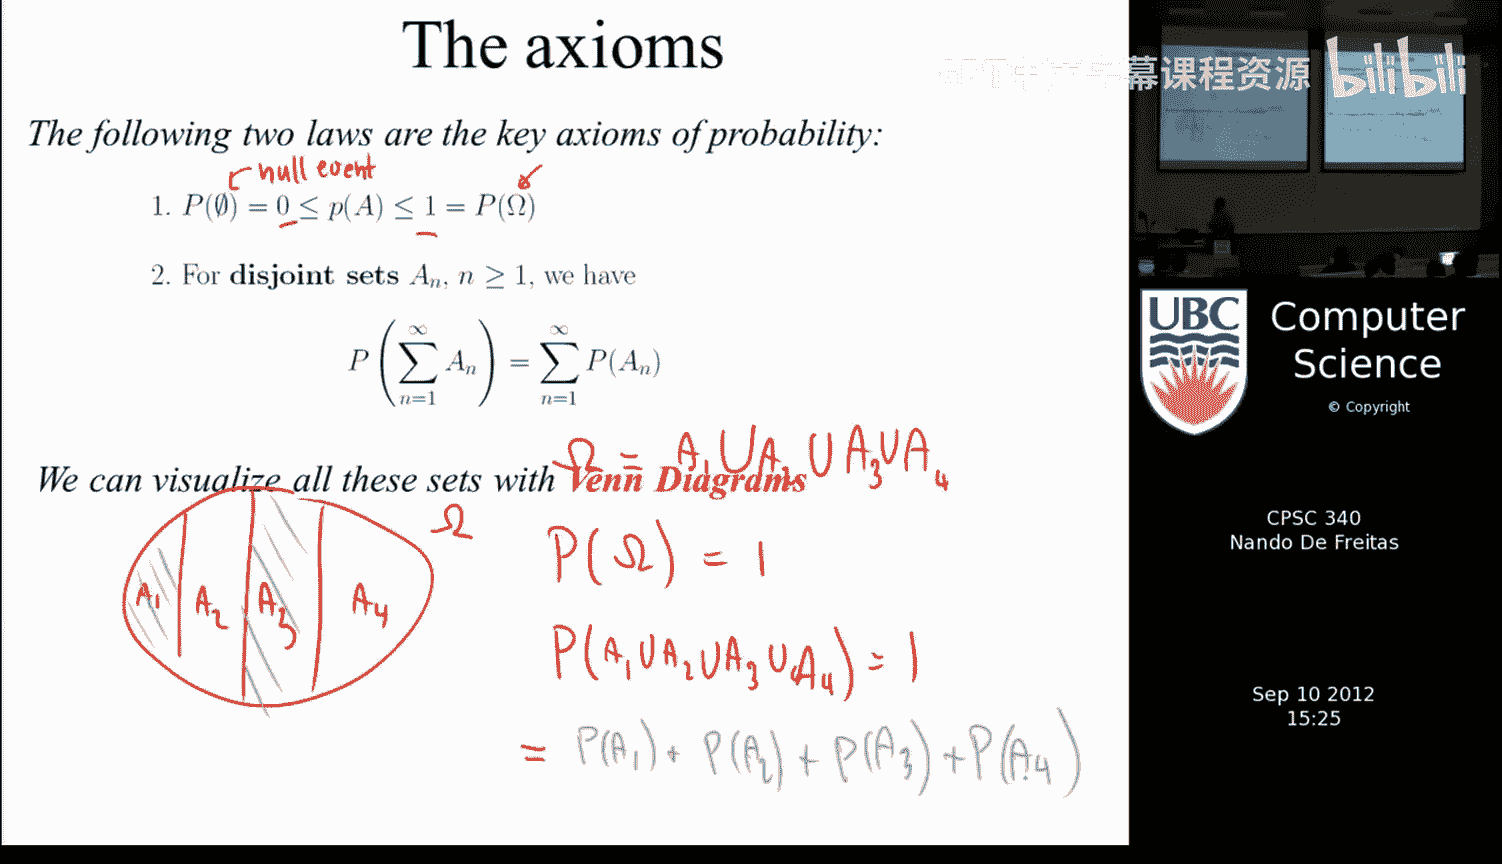 The axioms
The following two laws are the key axioms of probability:
null event
1. P(∅) = 0 ≤ p(A) ≤ 1 = P(Ω)
2. For disjoint sets Aₙ, n ≥ 1, we have
P(∑_{n=1}^{∞} Aₙ) = ∑_{n=1}^{∞} P(Aₙ)
Ω = A₁ ∪ A₂ ∪ A₃ ∪ A₄
We can visualize all these sets with Venn Diagrams
Ω
A₁ A₂ A₃ A₄
P(Ω) = 1
P(A₁ ∪ A₂ ∪ A₃ ∪ A₄) = 1
= P(A₁) + P(A₂) + P(A₃) + P(A₄)
幕课程资源 bilibili
UBC
Computer
Science
© Copyright
CPSC 340
Nando De Freitas
Sep 10 2012
15:25